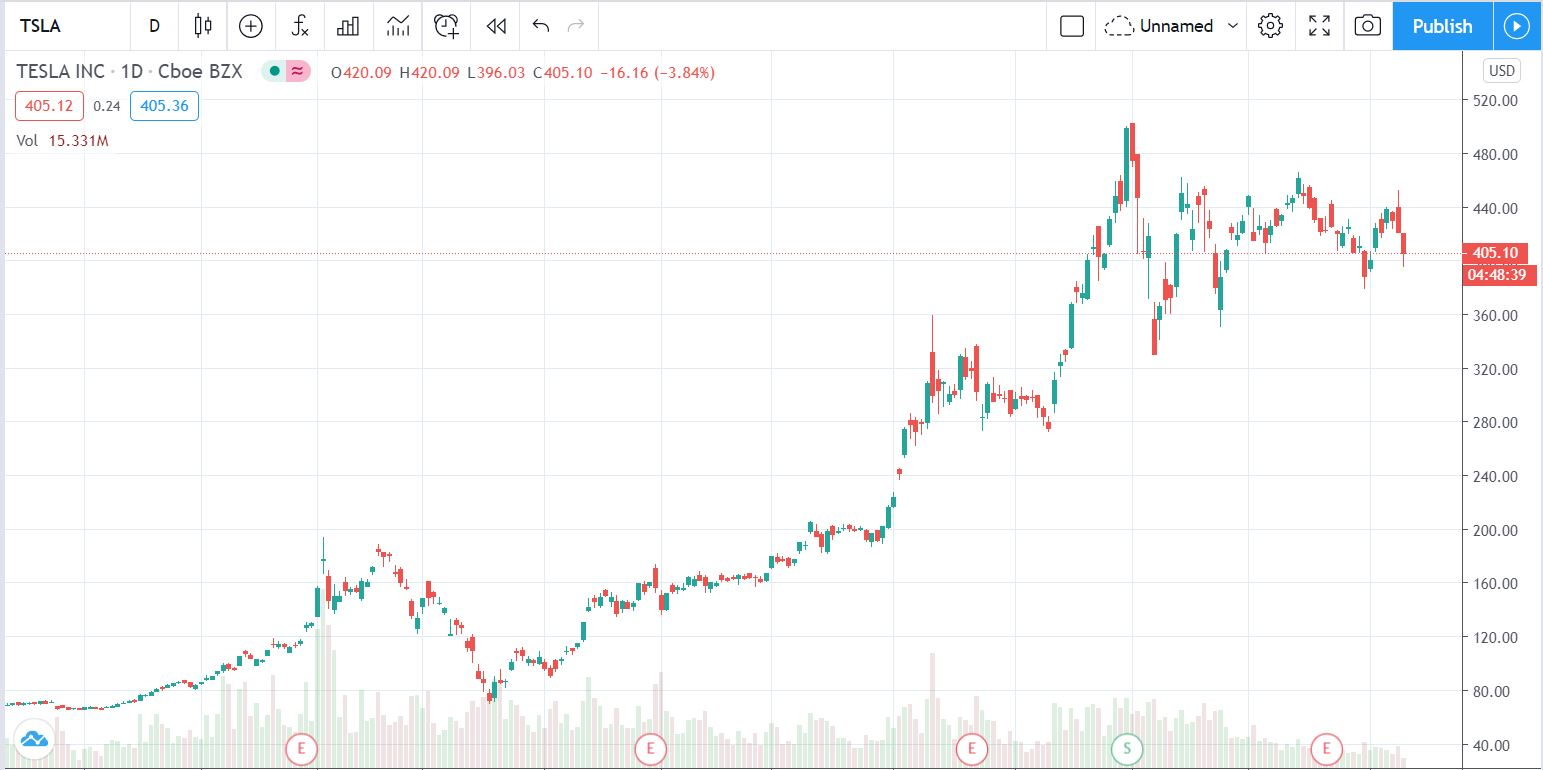 TSLA D Unnamed Publish
TESLA INC · 1D · Cboe BZX ≈ O420.09 H420.09 L396.03 C405.10 −16.16 (−3.84%) USD
405.12 0.24 405.36
Vol 15.331M
520.00
480.00
440.00
405.10
04:48:39
360.00
320.00
280.00
240.00
200.00
160.00
120.00
80.00
40.00
E E E S E